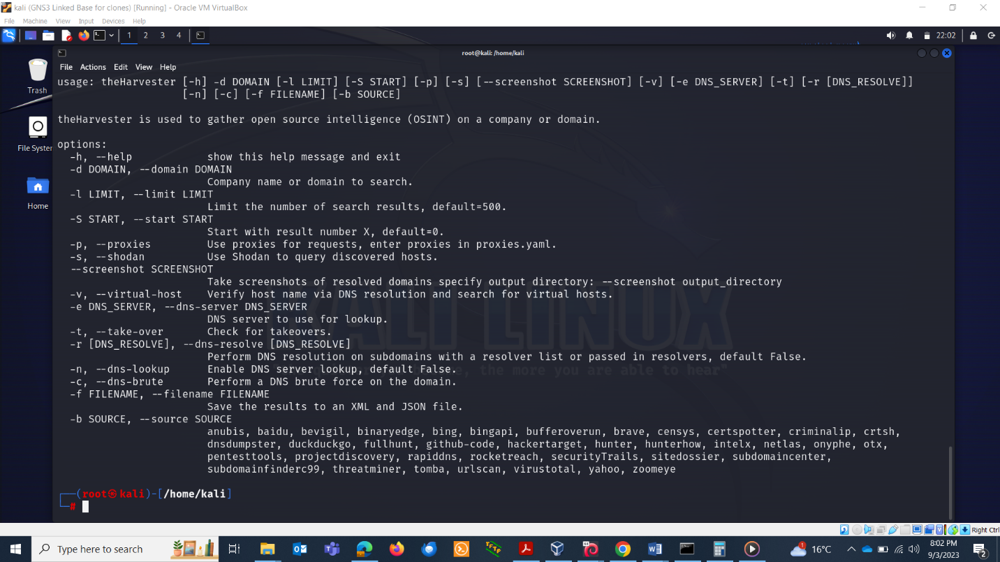 kali (GNS3 Linked Base for clones) [Running] - Oracle VM VirtualBox
File Machine View Input Devices Help
1 2 3 4 22:02
root@kali: /home/kali
File Actions Edit View Help
Trash
File System
Home
usage: theHarvester [-h] -d DOMAIN [-l LIMIT] [-S START] [-p] [-s] [--screenshot SCREENSHOT] [-v] [-e DNS_SERVER] [-t] [-r [DNS_RESOLVE]]
[-n] [-c] [-f FILENAME] [-b SOURCE]
theHarvester is used to gather open source intelligence (OSINT) on a company or domain.
options:
-h, --help show this help message and exit
-d DOMAIN, --domain DOMAIN
Company name or domain to search.
-l LIMIT, --limit LIMIT
Limit the number of search results, default=500.
-S START, --start START
Start with result number X, default=0.
-p, --proxies Use proxies for requests, enter proxies in proxies.yaml.
-s, --shodan Use Shodan to query discovered hosts.
--screenshot SCREENSHOT
Take screenshots of resolved domains specify output directory: --screenshot output_directory
-v, --virtual-host Verify host name via DNS resolution and search for virtual hosts.
-e DNS_SERVER, --dns-server DNS_SERVER
DNS server to use for lookup.
-t, --take-over Check for takeovers.
-r [DNS_RESOLVE], --dns-resolve [DNS_RESOLVE]
Perform DNS resolution on subdomains with a resolver list or passed in resolvers, default False.
-n, --dns-lookup Enable DNS server lookup, default False.
-c, --dns-brute Perform a DNS brute force on the domain.
-f FILENAME, --filename FILENAME
Save the results to an XML and JSON file.
-b SOURCE, --source SOURCE
anubis, baidu, bevigil, binaryedge, bing, bingapi, bufferoverun, brave, censys, certspotter, criminalip, crtsh,
dnsdumpster, duckduckgo, fullhunt, github-code, hackertarget, hunter, hunterhow, intelx, netlas, onyphe, otx,
pentesttools, projectdiscovery, rapiddns, rocketreach, securityTrails, sitedossier, subdomaincenter,
subdomainfinderc99, threatminer, tomba, urlscan, virustotal, yahoo, zoomeye
KALI LINUX
the more you are able to hear"
(root㉿kali)-[/home/kali]
#
Right Ctrl
Type here to search
TFTP
1
16°C
8:02 PM
9/3/2023
2